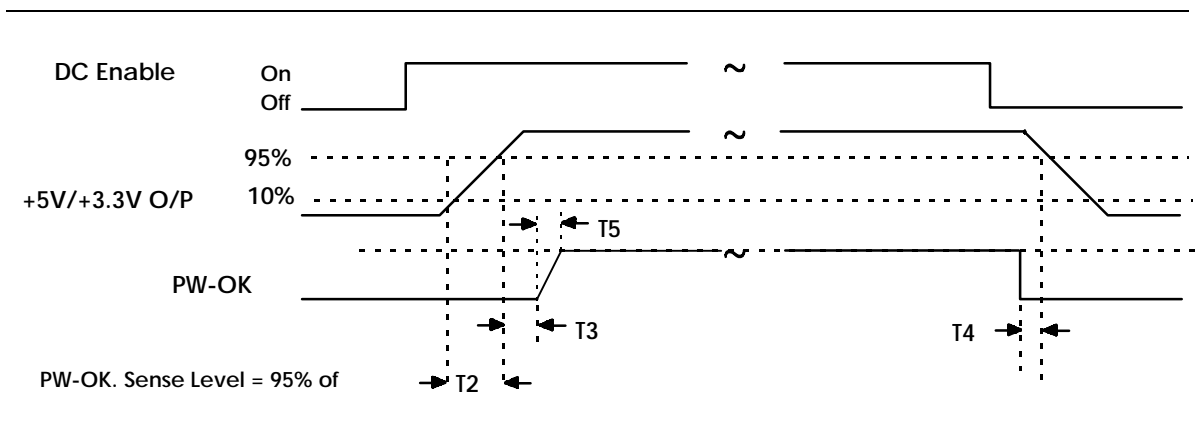 DC Enable
On
Off
~
~
95%
+5V/+3.3V O/P
10%
T5
~
PW-OK
T3
T4
PW-OK. Sense Level = 95% of
T2